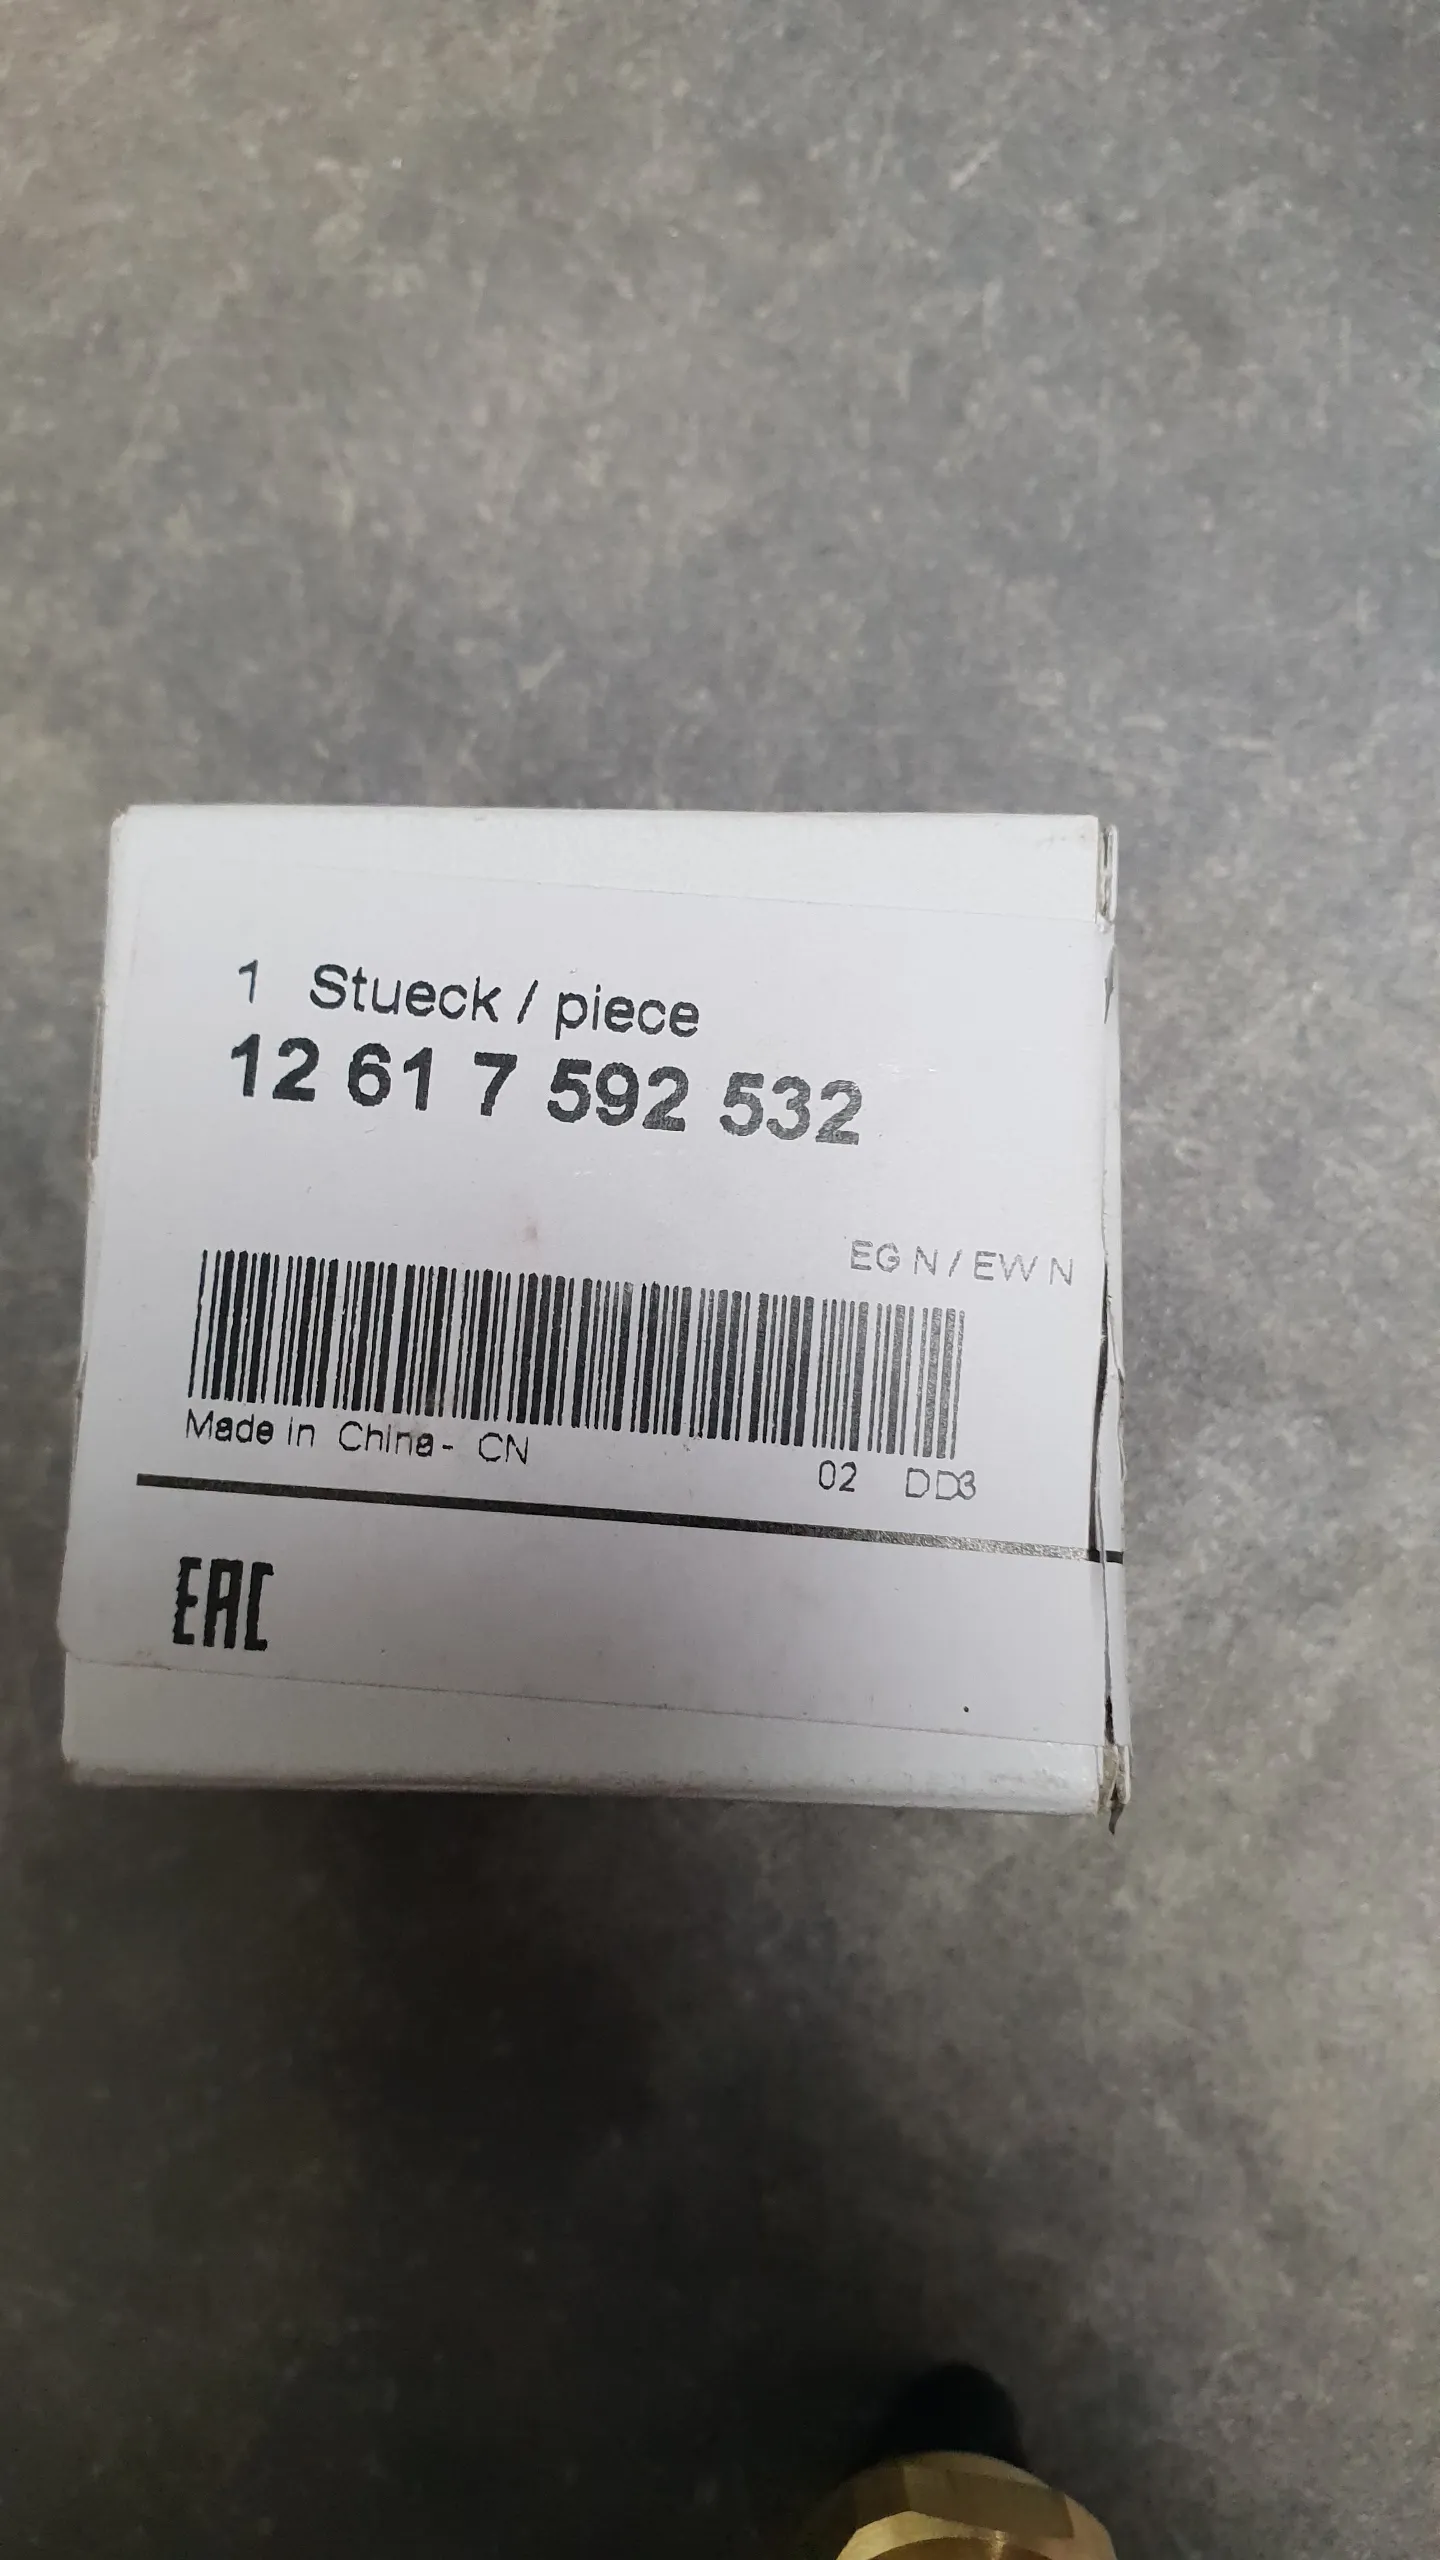 1 Stueck / piece
12 61 7 592 532
EG N / EW N
Made in China - CN
02 DD3
EAC